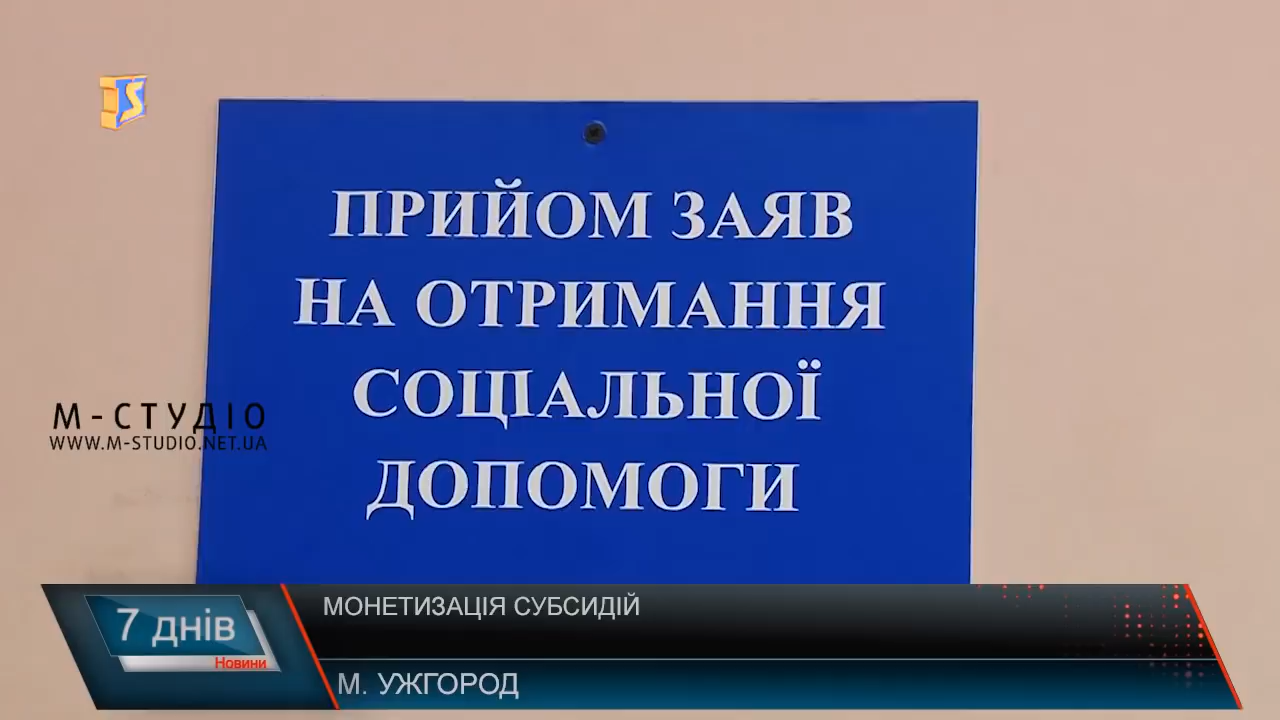 ПРИЙОМ ЗАЯВ
НА ОТРИМАННЯ
СОЦІАЛЬНОЇ
ДОПОМОГИ
М-СТУДІО
WWW.M-STUDIO.NET.UA
7 днів
Новини
МОНЕТИЗАЦІЯ СУБСИДІЙ
М. УЖГОРОД